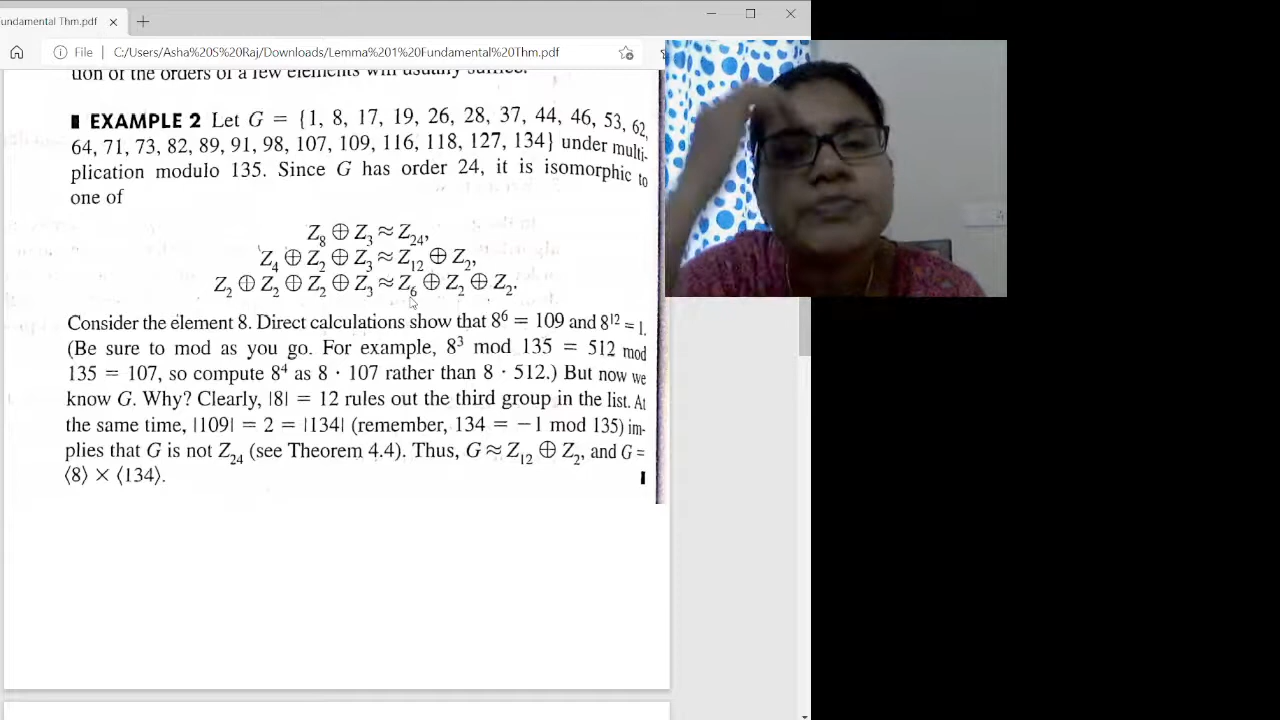 undamental Thm.pdf
File
C:/Users/Asha%20S%20Raj/Downloads/Lemma%201%20Fundamental%20Thm.pdf
tion of the orders of a few elements will usually suffice.
EXAMPLE 2 Let G = {1, 8, 17, 19, 26, 28, 37, 44, 46, 53, 62,
64, 71, 73, 82, 89, 91, 98, 107, 109, 116, 118, 127, 134} under multi-
plication modulo 135. Since G has order 24, it is isomorphic to
one of
Z₈ ⊕ Z₃ ≈ Z₂₄,
Z₄ ⊕ Z₂ ⊕ Z₃ ≈ Z₁₂ ⊕ Z₂,
Z₂ ⊕ Z₂ ⊕ Z₂ ⊕ Z₃ ≈ Z₆ ⊕ Z₂ ⊕ Z₂.
Consider the element 8. Direct calculations show that 8⁶ = 109 and 8¹² = 1.
(Be sure to mod as you go. For example, 8³ mod 135 = 512 mod
135 = 107, so compute 8⁴ as 8 · 107 rather than 8 · 512.) But now we
know G. Why? Clearly, |8| = 12 rules out the third group in the list. At
the same time, |109| = 2 = |134| (remember, 134 = −1 mod 135) im-
plies that G is not Z₂₄ (see Theorem 4.4). Thus, G ≈ Z₁₂ ⊕ Z₂, and G =
⟨8⟩ × ⟨134⟩.